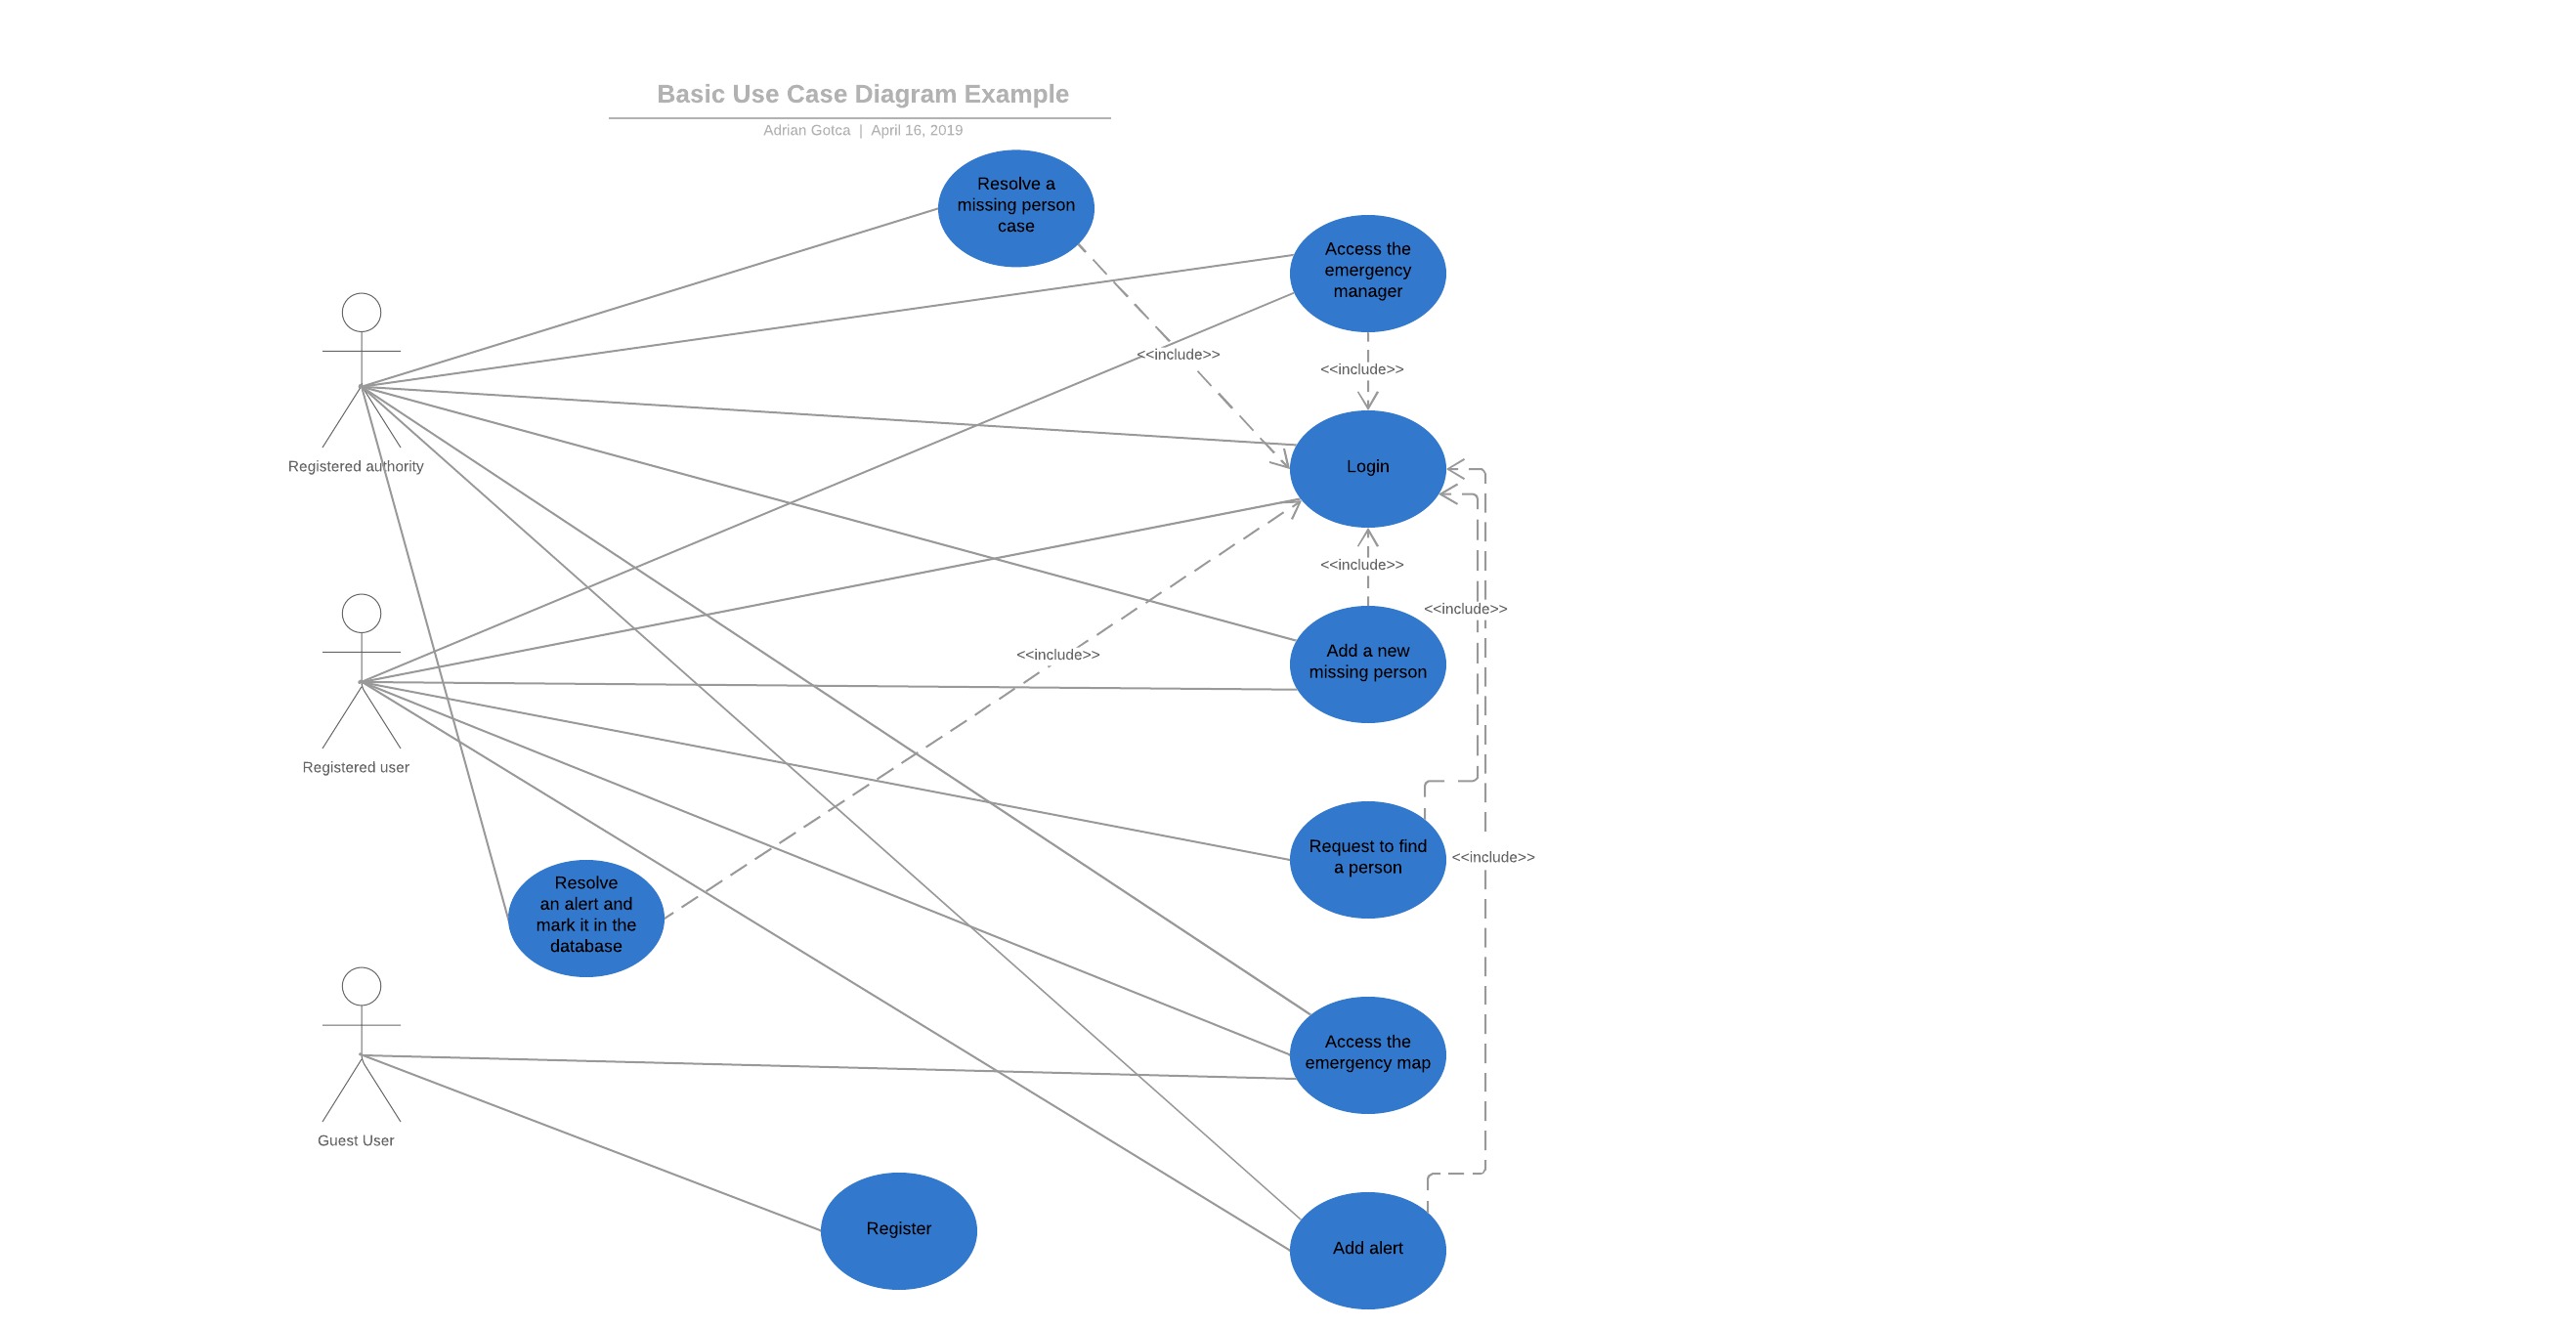 Basic Use Case Diagram Example
Adrian Gotca | April 16, 2019
Resolve a
missing person
case
Access the
emergency
manager
<<include>>
<<include>>
Registered authority
Login
<<include>>
<<include>>
<<include>>
Add a new
missing person
Registered user
Request to find
a person
<<include>>
Resolve
an alert and
mark it in the
database
Access the
emergency map
Guest User
Register
Add alert